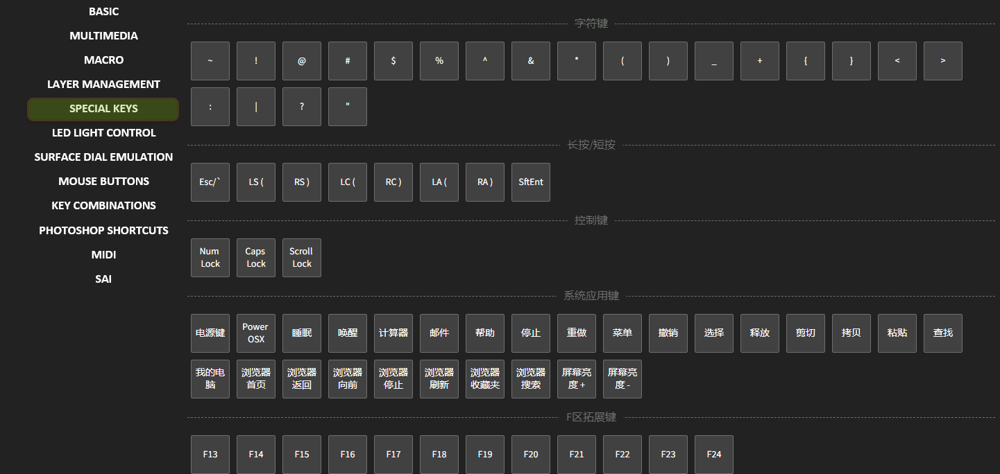 BASIC
MULTIMEDIA
MACRO
LAYER MANAGEMENT
SPECIAL KEYS
LED LIGHT CONTROL
SURFACE DIAL EMULATION
MOUSE BUTTONS
KEY COMBINATIONS
PHOTOSHOP SHORTCUTS
MIDI
SAI
字符键
~ ! @ # $ % ^ & * ( ) _ + { } < >
: | ? "
长按/短按
Esc/` LS ( RS ) LC ( RC ) LA ( RA ) SftEnt
控制键
Num Lock Caps Lock Scroll Lock
系统应用键
电源键 Power OSX 睡眠 唤醒 计算器 邮件 帮助 停止 重做 菜单 撤销 选择 释放 剪切 拷贝 粘贴 查找
我的电脑 浏览器首页 浏览器返回 浏览器向前 浏览器停止 浏览器刷新 浏览器收藏夹 浏览器搜索 屏幕亮度 + 屏幕亮度 -
F区拓展键
F13 F14 F15 F16 F17 F18 F19 F20 F21 F22 F23 F24